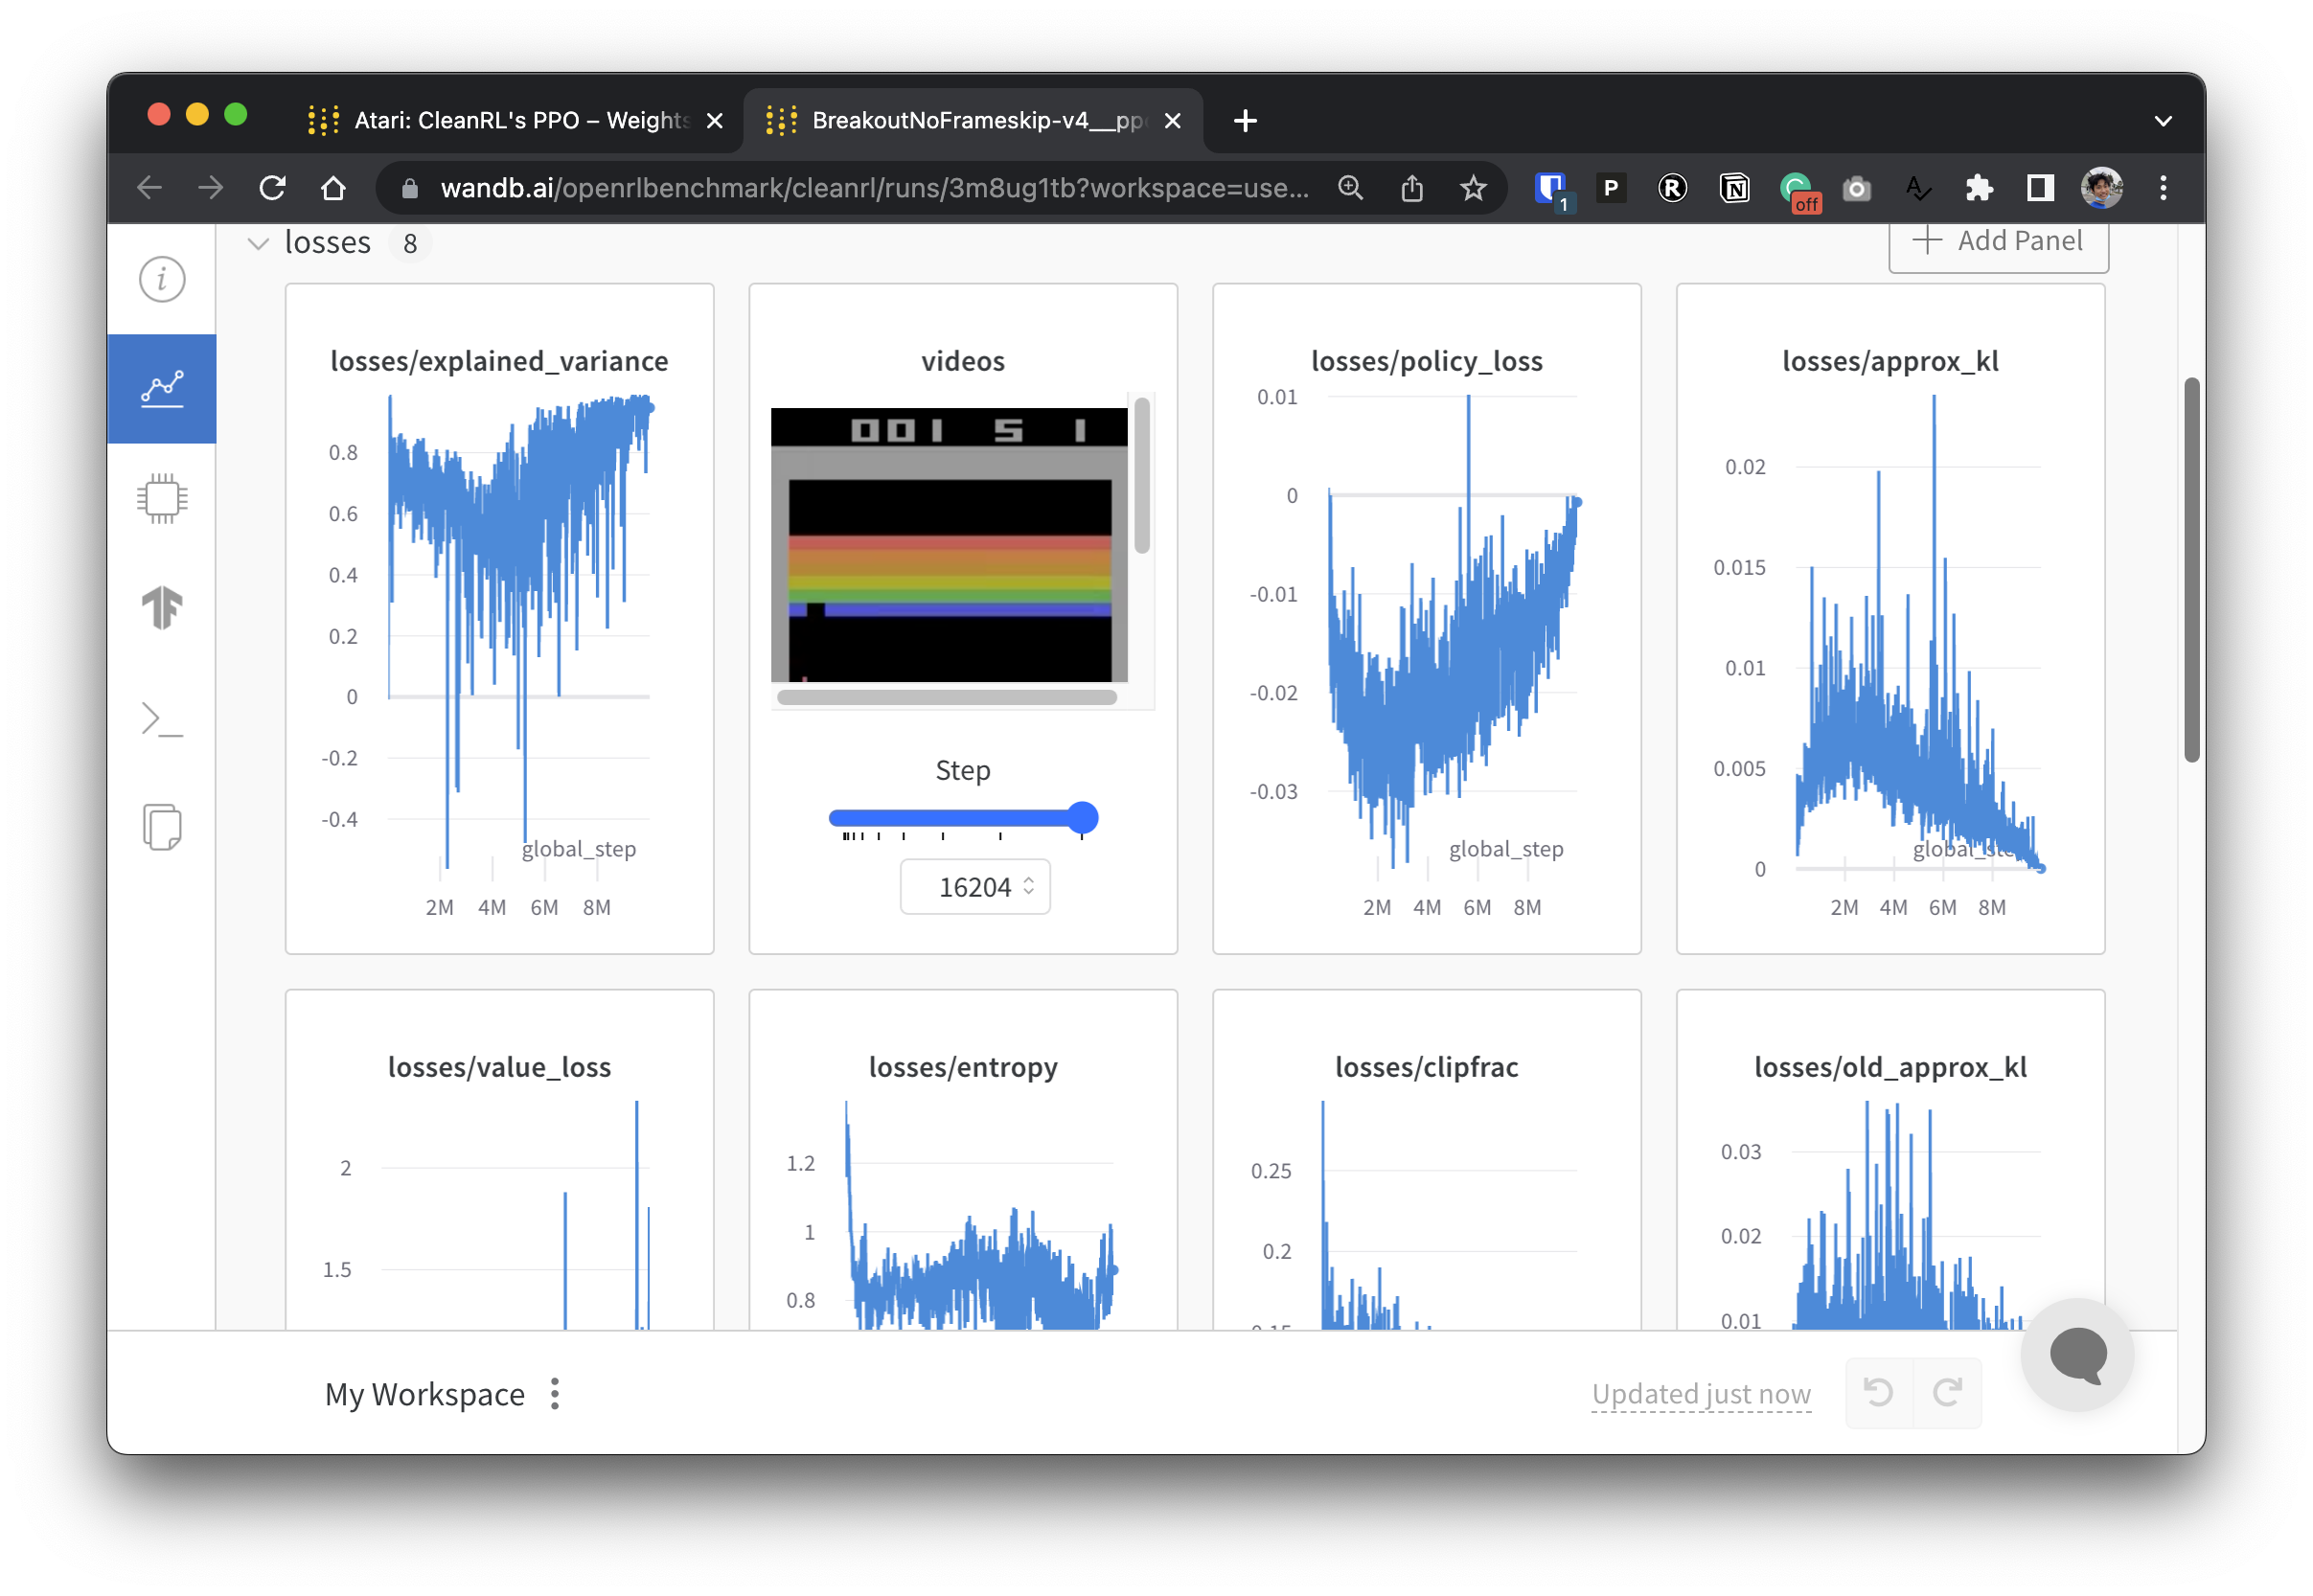 Atari: CleanRL's PPO – Weights
BreakoutNoFrameskip-v4__pp
wandb.ai/openrlbenchmark/cleanrl/runs/3m8ug1tb?workspace=use...
1
P
R
N
off
A
losses 8
Add Panel
losses/explained_variance
0.8
0.6
0.4
0.2
0
-0.2
-0.4
global_step
2M 4M 6M 8M
videos
001 5 1
Step
16204
losses/policy_loss
0.01
0
-0.01
-0.02
-0.03
global_step
2M 4M 6M 8M
losses/approx_kl
0.02
0.015
0.01
0.005
0
global_ste
2M 4M 6M 8M
losses/value_loss
2
1.5
losses/entropy
1.2
1
0.8
losses/clipfrac
0.25
0.2
0.15
losses/old_approx_kl
0.03
0.02
0.01
My Workspace
Updated just now